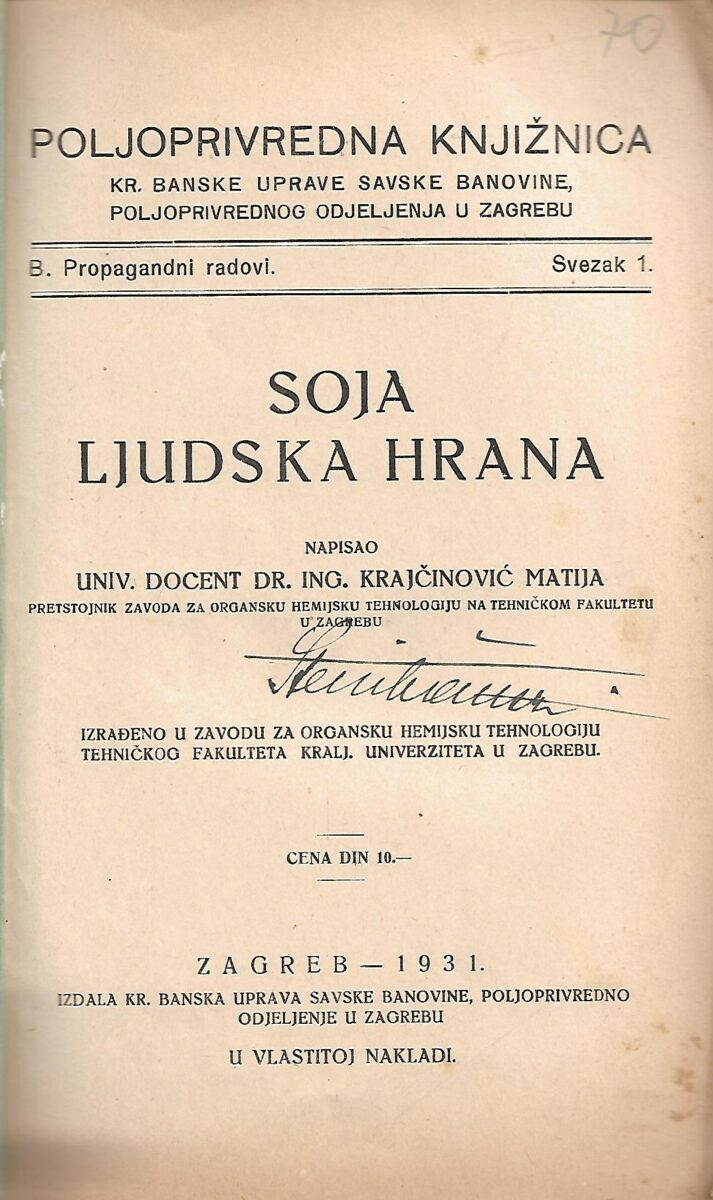 70
POLJOPRIVREDNA KNJIŽNICA
KR. BANSKE UPRAVE SAVSKE BANOVINE,
POLJOPRIVREDNOG ODJELJENJA U ZAGREBU
B. Propagandni radovi. Svezak 1.
SOJA
LJUDSKA HRANA
NAPISAO
UNIV. DOCENT DR. ING. KRAJČINOVIĆ MATIJA
PRETSTOJNIK ZAVODA ZA ORGANSKU HEMIJSKU TEHNOLOGIJU NA TEHNIČKOM FAKULTETU
U ZAGREBU
IZRAĐENO U ZAVODU ZA ORGANSKU HEMIJSKU TEHNOLOGIJU
TEHNIČKOG FAKULTETA KRALJ. UNIVERZITETA U ZAGREBU.
CENA DIN 10.—
ZAGREB — 1931.
IZDALA KR. BANSKA UPRAVA SAVSKE BANOVINE, POLJOPRIVREDNO
ODJELJENJE U ZAGREBU
U VLASTITOJ NAKLADI.